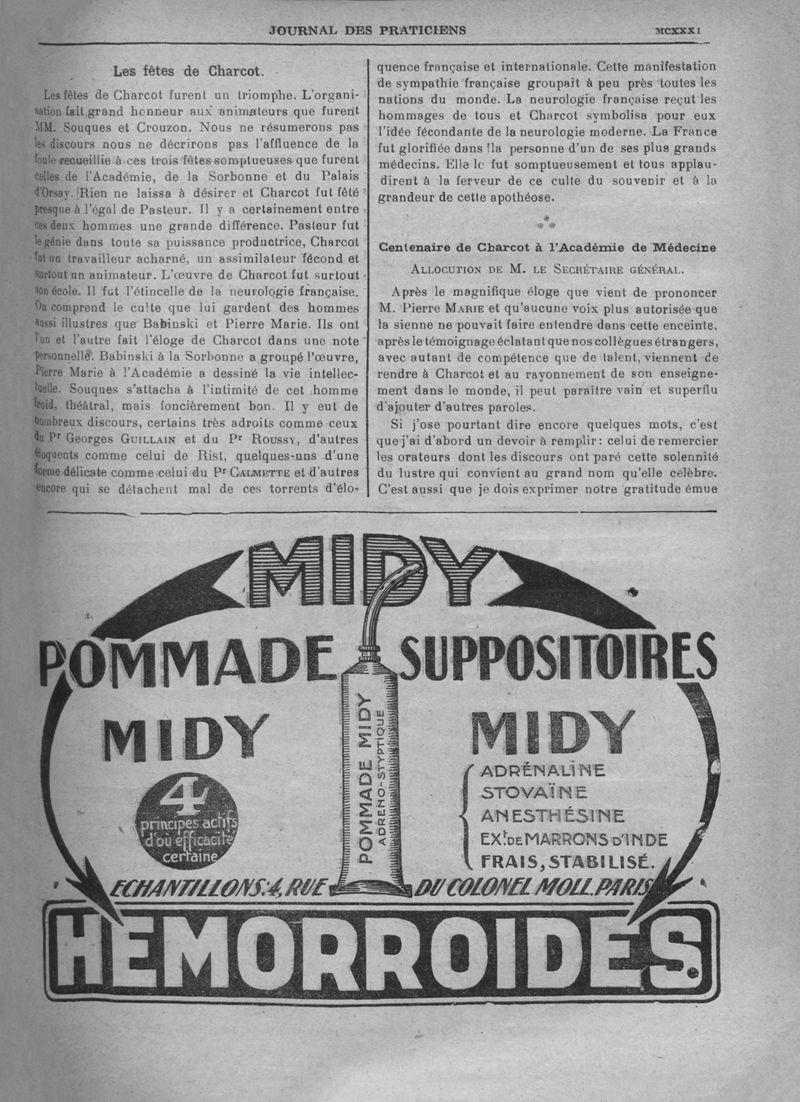 JOURNAL DES PRATICIENS
MCXXXI
Les fêtes de Charcot.
Les fêtes de Charcot furent un triomphe. L'organi-
sation fait grand honneur aux animateurs que furent
MM. Souques et Crouzon. Nous ne résumerons pas
les discours nous ne décrirons pas l'affluence de la
foule recueillie à ces trois fêtes somptueuses que furent
celles de l'Académie, de la Sorbonne et du Palais
d'Orsay. Rien ne laissa à désirer et Charcot fut fêté
presque à l'égal de Pasteur. Il y a certainement entre
ces deux hommes une grande différence. Pasteur fut
le génie dans toute sa puissance productrice, Charcot
fut un travailleur acharné, un assimilateur fécond et
surtout un animateur. L'œuvre de Charcot fut surtout
son école. Il fut l'étincelle de la neurologie française.
On comprend le culte que lui gardent des hommes
aussi illustres que Babinski et Pierre Marie. Ils ont
l'un et l'autre fait l'éloge de Charcot dans une note
personnelle. Babinski à la Sorbonne a groupé l'œuvre,
Pierre Marie à l'Académie a dessiné la vie intellec-
tuelle. Souques s'attacha à l'intimité de cet homme
froid, théâtral, mais foncièrement bon. Il y eut de
nombreux discours, certains très adroits comme ceux
du Pr Georges GUILLAIN et du Pr ROUSSY, d'autres
éloquents comme celui de Rist, quelques-uns d'une
forme délicate comme celui du Pr CALMETTE et d'autres
encore qui se détachent mal de ces torrents d'élo-
quence française et internationale. Cette manifestation
de sympathie française groupait à peu près toutes les
nations du monde. La neurologie française reçut les
hommages de tous et Charcot symbolisa pour eux
l'idée fécondante de la neurologie moderne. La France
fut glorifiée dans la personne d'un de ses plus grands
médecins. Elle le fut somptueusement et tous applau-
dirent à la ferveur de ce culte du souvenir et à la
grandeur de cette apothéose.
*
* *
Centenaire de Charcot à l'Académie de Médecine
ALLOCUTION DE M. LE SECRÉTAIRE GÉNÉRAL.
Après le magnifique éloge que vient de prononcer
M. Pierre MARIE et qu'aucune voix plus autorisée que
la sienne ne pouvait faire entendre dans cette enceinte,
après le témoignage éclatant que nos collègues étrangers,
avec autant de compétence que de talent, viennent de
rendre à Charcot et au rayonnement de son enseigne-
ment dans le monde, il peut paraître vain et superflu
d'ajouter d'autres paroles.
Si j'ose pourtant dire encore quelques mots, c'est
que j'ai d'abord un devoir à remplir: celui de remercier
les orateurs dont les discours ont paré cette solennité
du lustre qui convient au grand nom qu'elle célèbre.
C'est aussi que je dois exprimer notre gratitude émue
MIDY
POMMADE
MIDY
4
principes actifs
d'où efficacité
certaine
POMMADE MIDY
ADRENO-STYPTIQUE
SUPPOSITOIRES
MIDY
ADRÉNALINE
STOVAÏNE
ANESTHÉSINE
EXt DE MARRONS D'INDE
FRAIS, STABILISÉ.
ECHANTILLONS: 4, RUE DU COLONEL MOLL. PARIS
HÉMORROIDES.